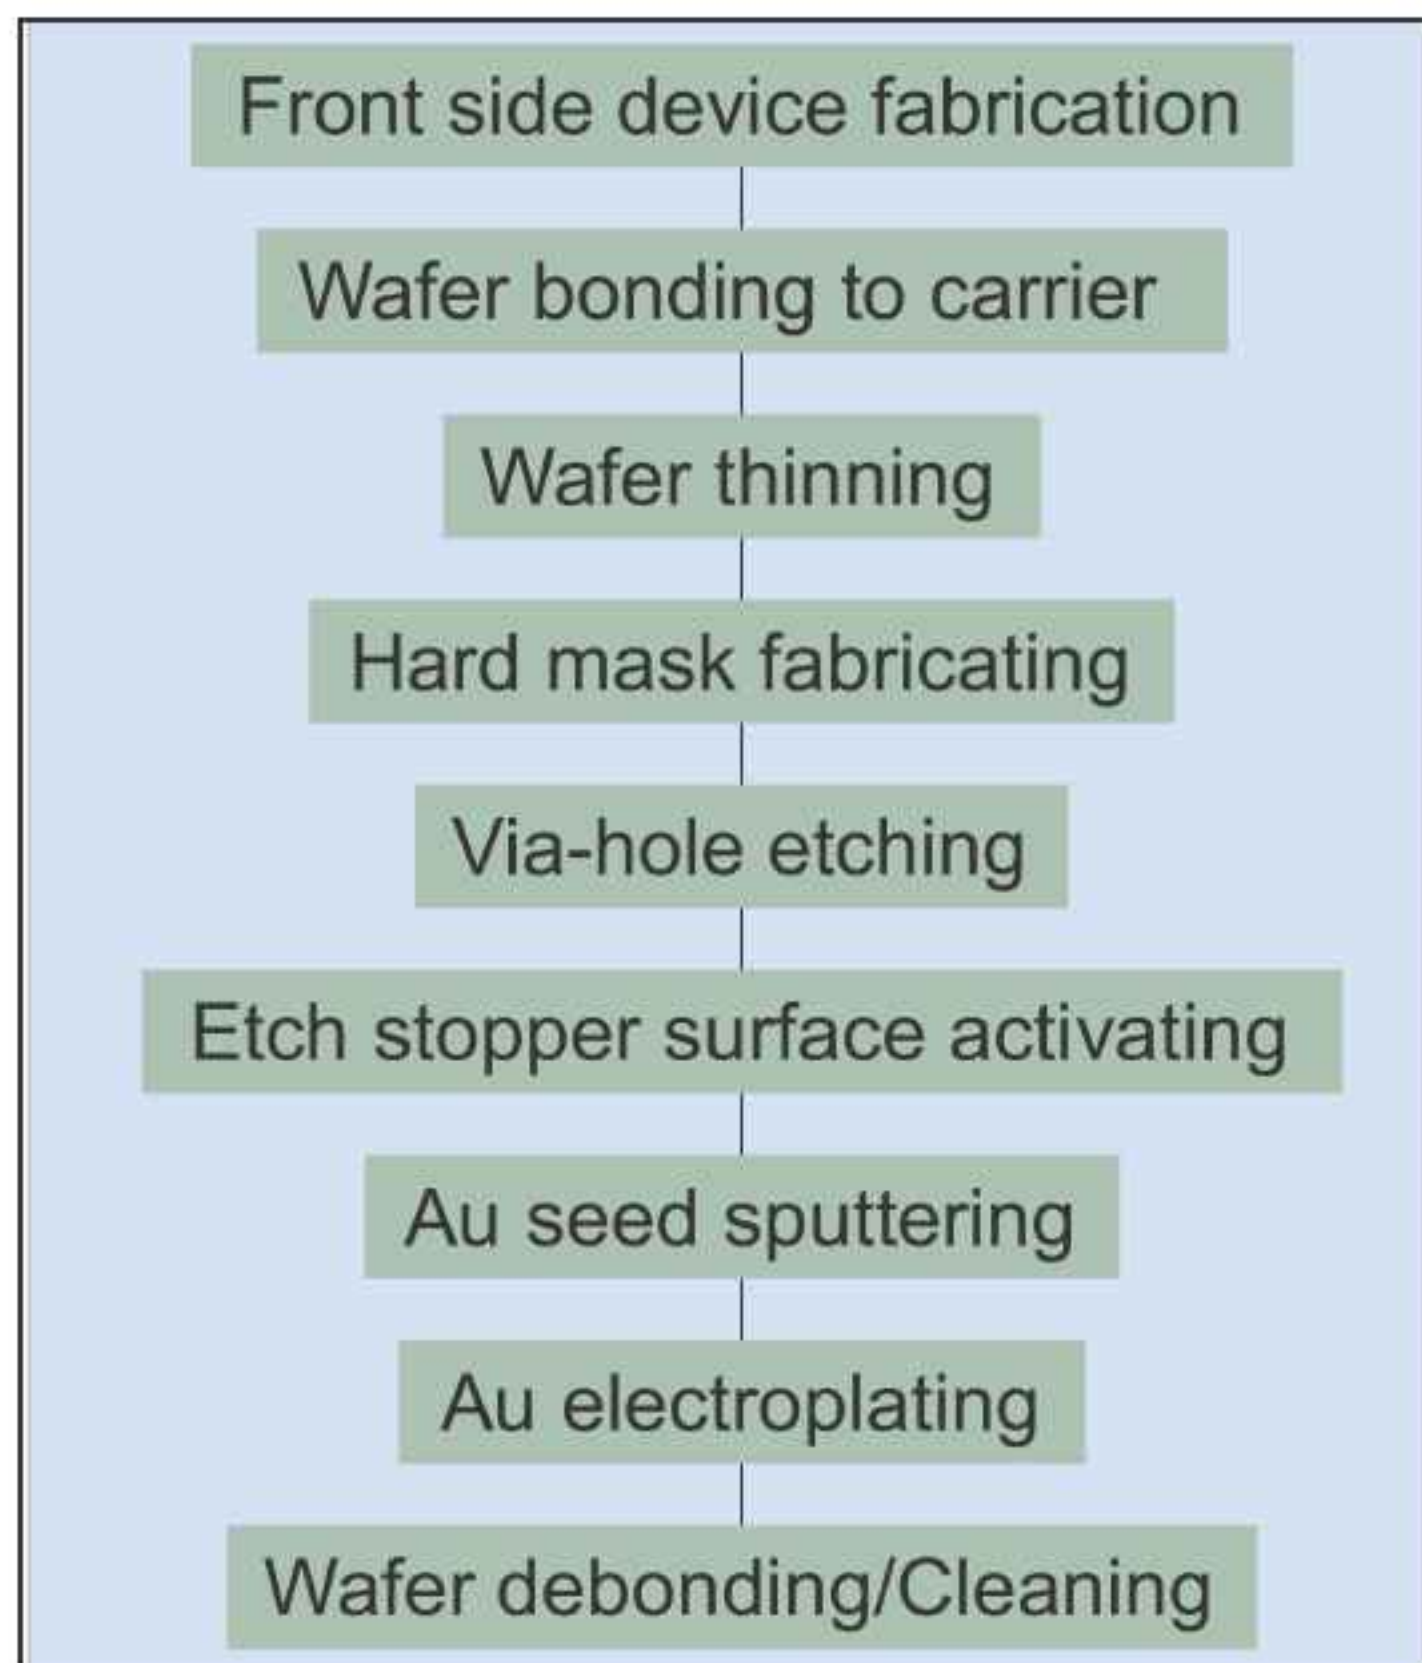 Front side device fabrication
Wafer bonding to carrier
Wafer thinning
Hard mask fabricating
Via-hole etching
Etch stopper surface activating
Au seed sputtering
Au electroplating
Wafer debonding/Cleaning